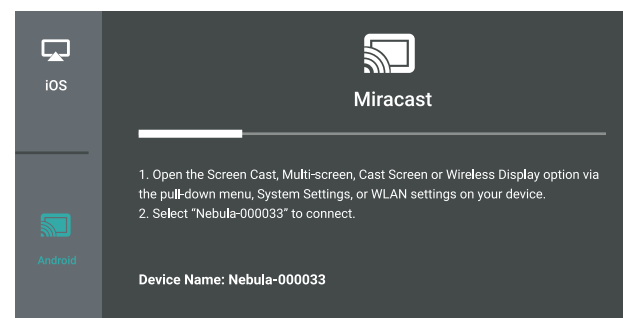 iOS
Android
Miracast
1. Open the Screen Cast, Multi-screen, Cast Screen or Wireless Display option via
the pull-down menu, System Settings, or WLAN settings on your device.
2. Select “Nebula-000033” to connect.
Device Name: Nebula-000033